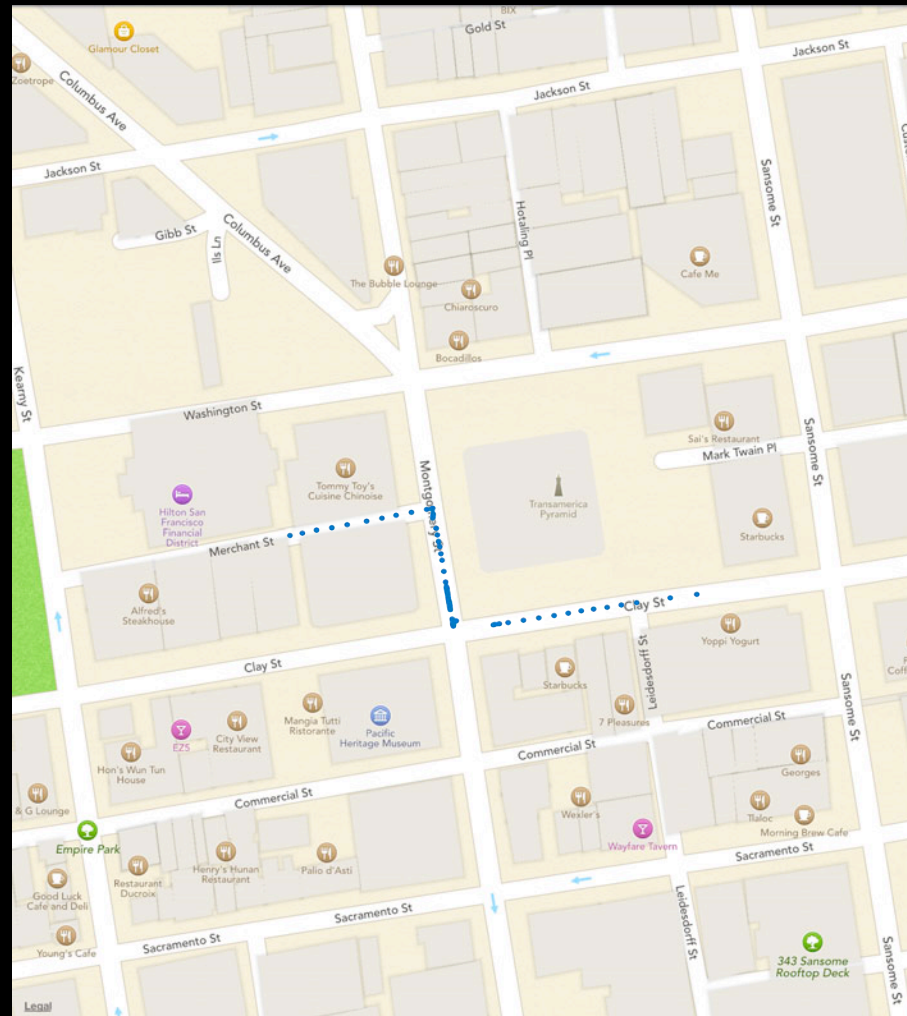 BIX
Gold St
Glamour Closet
Jackson St
Zoetrope
Columbus Ave
Jackson St
Jackson St
Sansome St
Hotaling Pl
Gibb St
Ils Ln
Columbus Ave
Cafe Me
The Bubble Lounge
Chiaroscuro
Bocadillos
Kearny St
Washington St
Sai's Restaurant
Sansome St
Mark Twain Pl
Tommy Toy's
Cuisine Chinoise
Montgomery St
Transamerica
Pyramid
Hilton San
Francisco
Financial
District
Starbucks
Merchant St
Alfred's
Steakhouse
Clay St
Yoppi Yogurt
Leidesdorff St
Clay St
Starbucks
Mangia Tutti
Ristorante
Pacific
Heritage Museum
7 Pleasures
Sansome St
EZ5
City View
Restaurant
Commercial St
Commercial St
Hon's Wun Tun
House
Georges
Commercial St
& G Lounge
Wexler's
Tlaloc
Morning Brew Cafe
Empire Park
Wayfare Tavern
Sacramento St
Restaurant
Ducroix
Henry's Hunan
Restaurant
Palio d'Asti
Good Luck
Cafe and Deli
Sacramento St
Leidesdorff St
Young's Cafe
Sacramento St
Sansome St
343 Sansome
Rooftop Deck
Legal